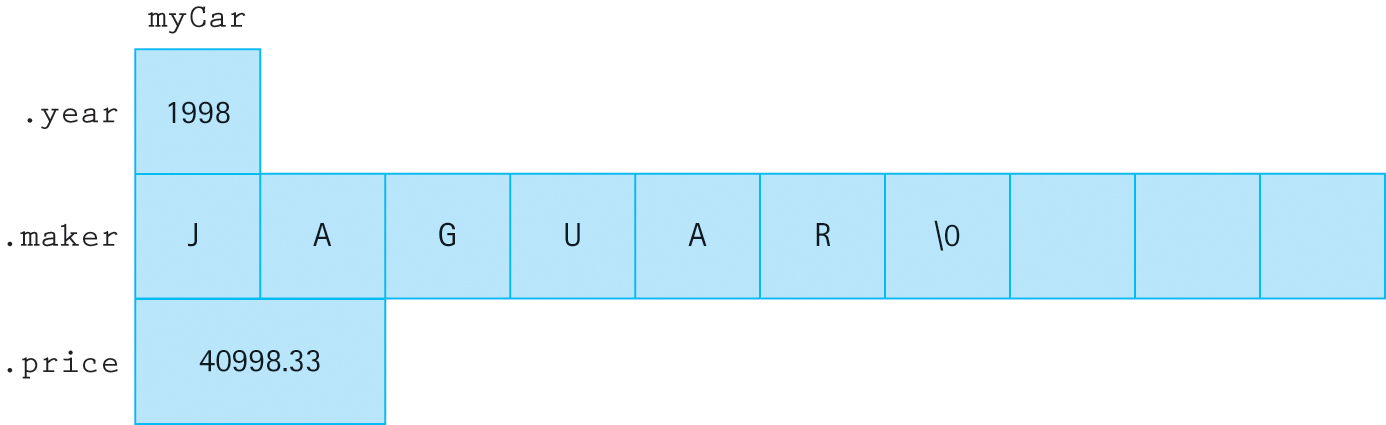 myCar
.year 1998
.maker J A G U A R \0
.price 40998.33